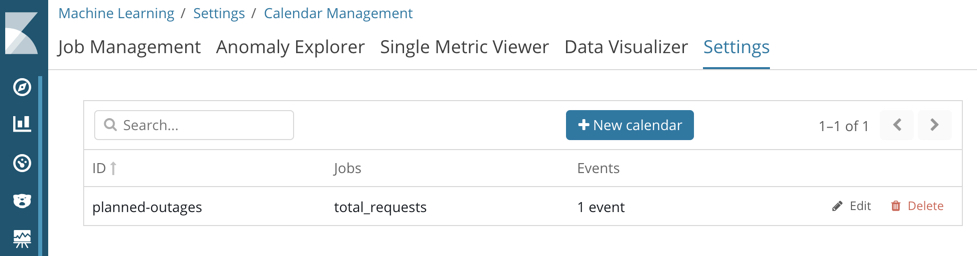 Machine Learning / Settings / Calendar Management
Job Management Anomaly Explorer Single Metric Viewer Data Visualizer Settings
Search... New calendar 1–1 of 1
ID Jobs Events
planned-outages total_requests 1 event Edit Delete